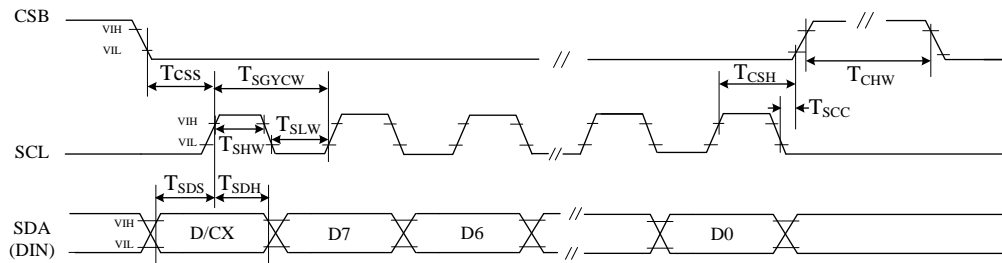 CSB
VIH
VIL
//
//
Tcss
TSGYCW
TCSH
TCHW
TSCC
VIH
VIL
TSHW
TSLW
SCL
//
TSDS
TSDH
SDA
(DIN)
VIH
VIL
D/CX
D7
D6
//
//
D0